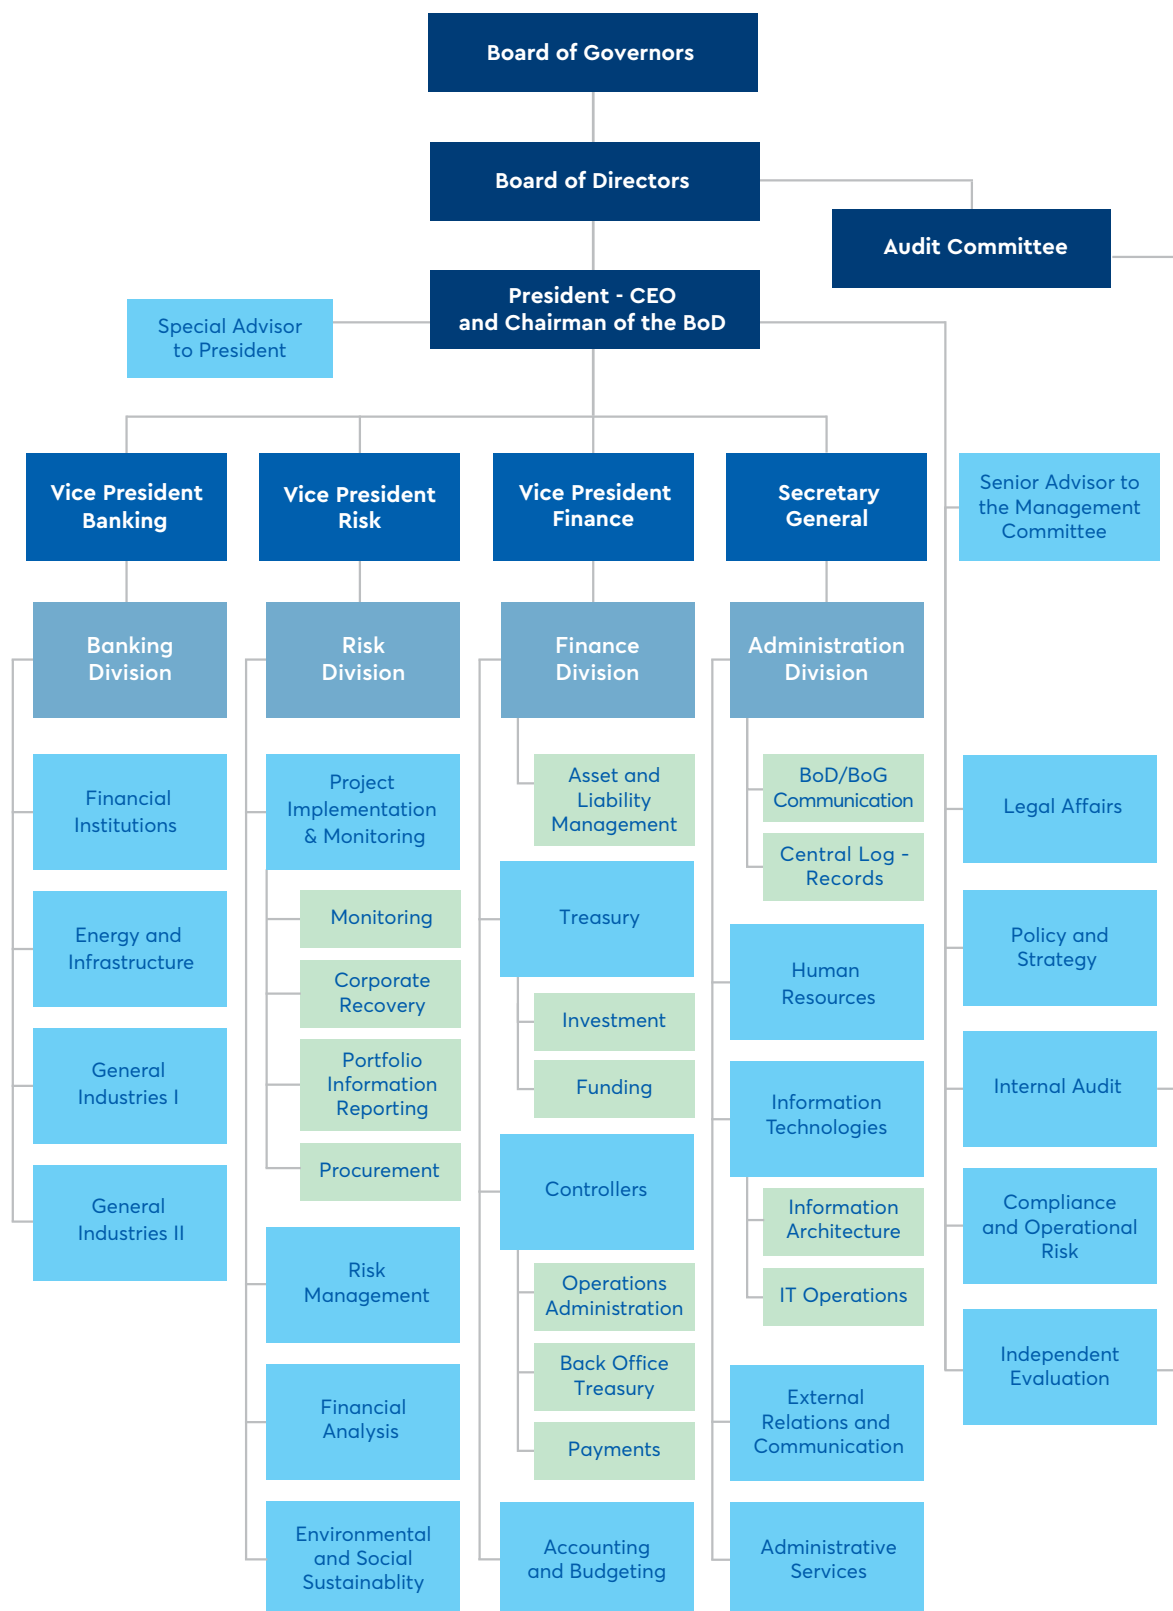 Board of Governors
Board of Directors
Audit Committee
President - CEO
and Chairman of the BoD
Special Advisor
to President
Vice President
Banking
Vice President
Risk
Vice President
Finance
Secretary
General
Senior Advisor to
the Management
Committee
Banking
Division
Financial
Institutions
Energy and
Infrastructure
General
Industries I
General
Industries II
Risk
Division
Project
Implementation
& Monitoring
Monitoring
Corporate
Recovery
Portfolio
Information
Reporting
Procurement
Risk
Management
Financial
Analysis
Environmental
and Social
Sustainablity
Finance
Division
Asset and
Liability
Management
Treasury
Investment
Funding
Controllers
Operations
Administration
Back Office
Treasury
Payments
Accounting
and Budgeting
Administration
Division
BoD/BoG
Communication
Central Log -
Records
Human
Resources
Information
Technologies
Information
Architecture
IT Operations
External
Relations and
Communication
Administrative
Services
Legal Affairs
Policy and
Strategy
Internal Audit
Compliance
and Operational
Risk
Independent
Evaluation